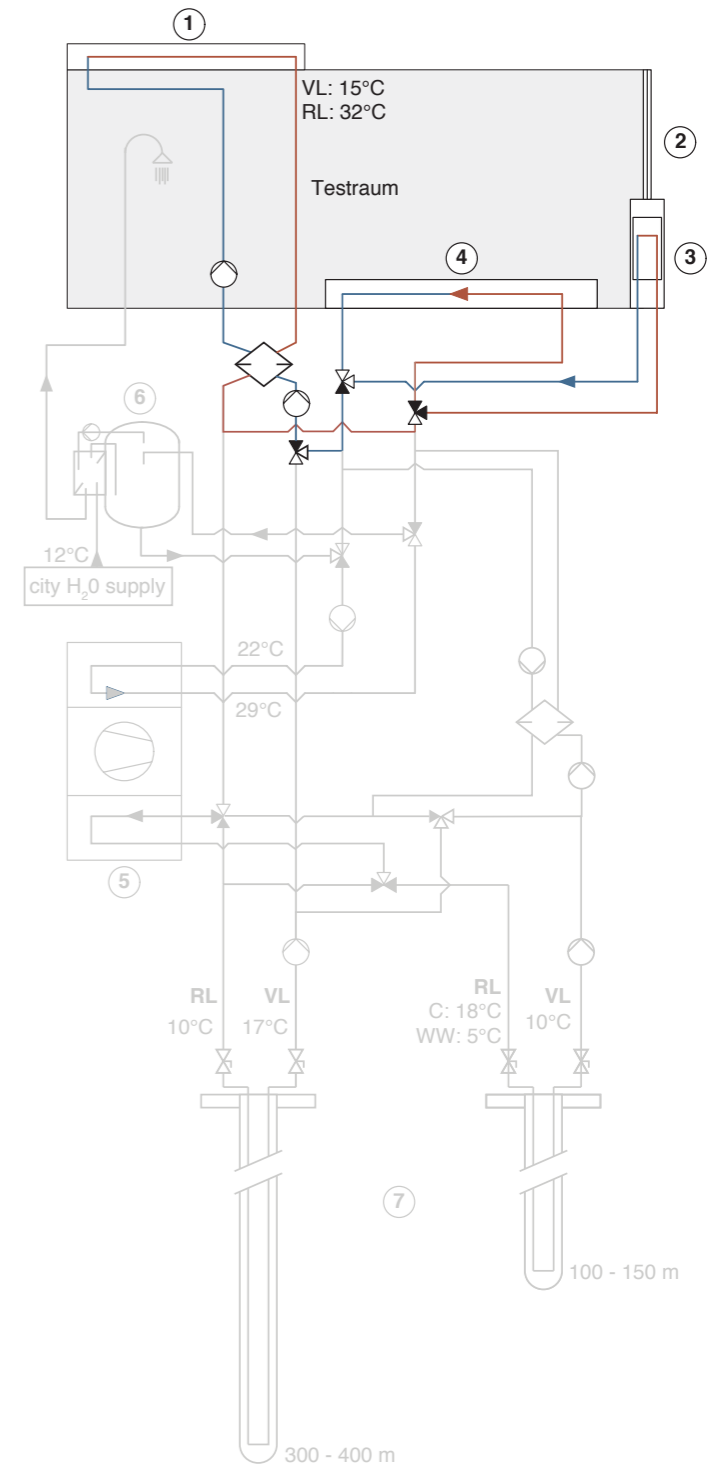 1
VL: 15°C
RL: 32°C
2
Testraum
4
3
6
12°C
city H₂0 supply
22°C
29°C
5
RL
10°C
VL
17°C
RL
C: 18°C
WW: 5°C
VL
10°C
7
100 - 150 m
300 - 400 m